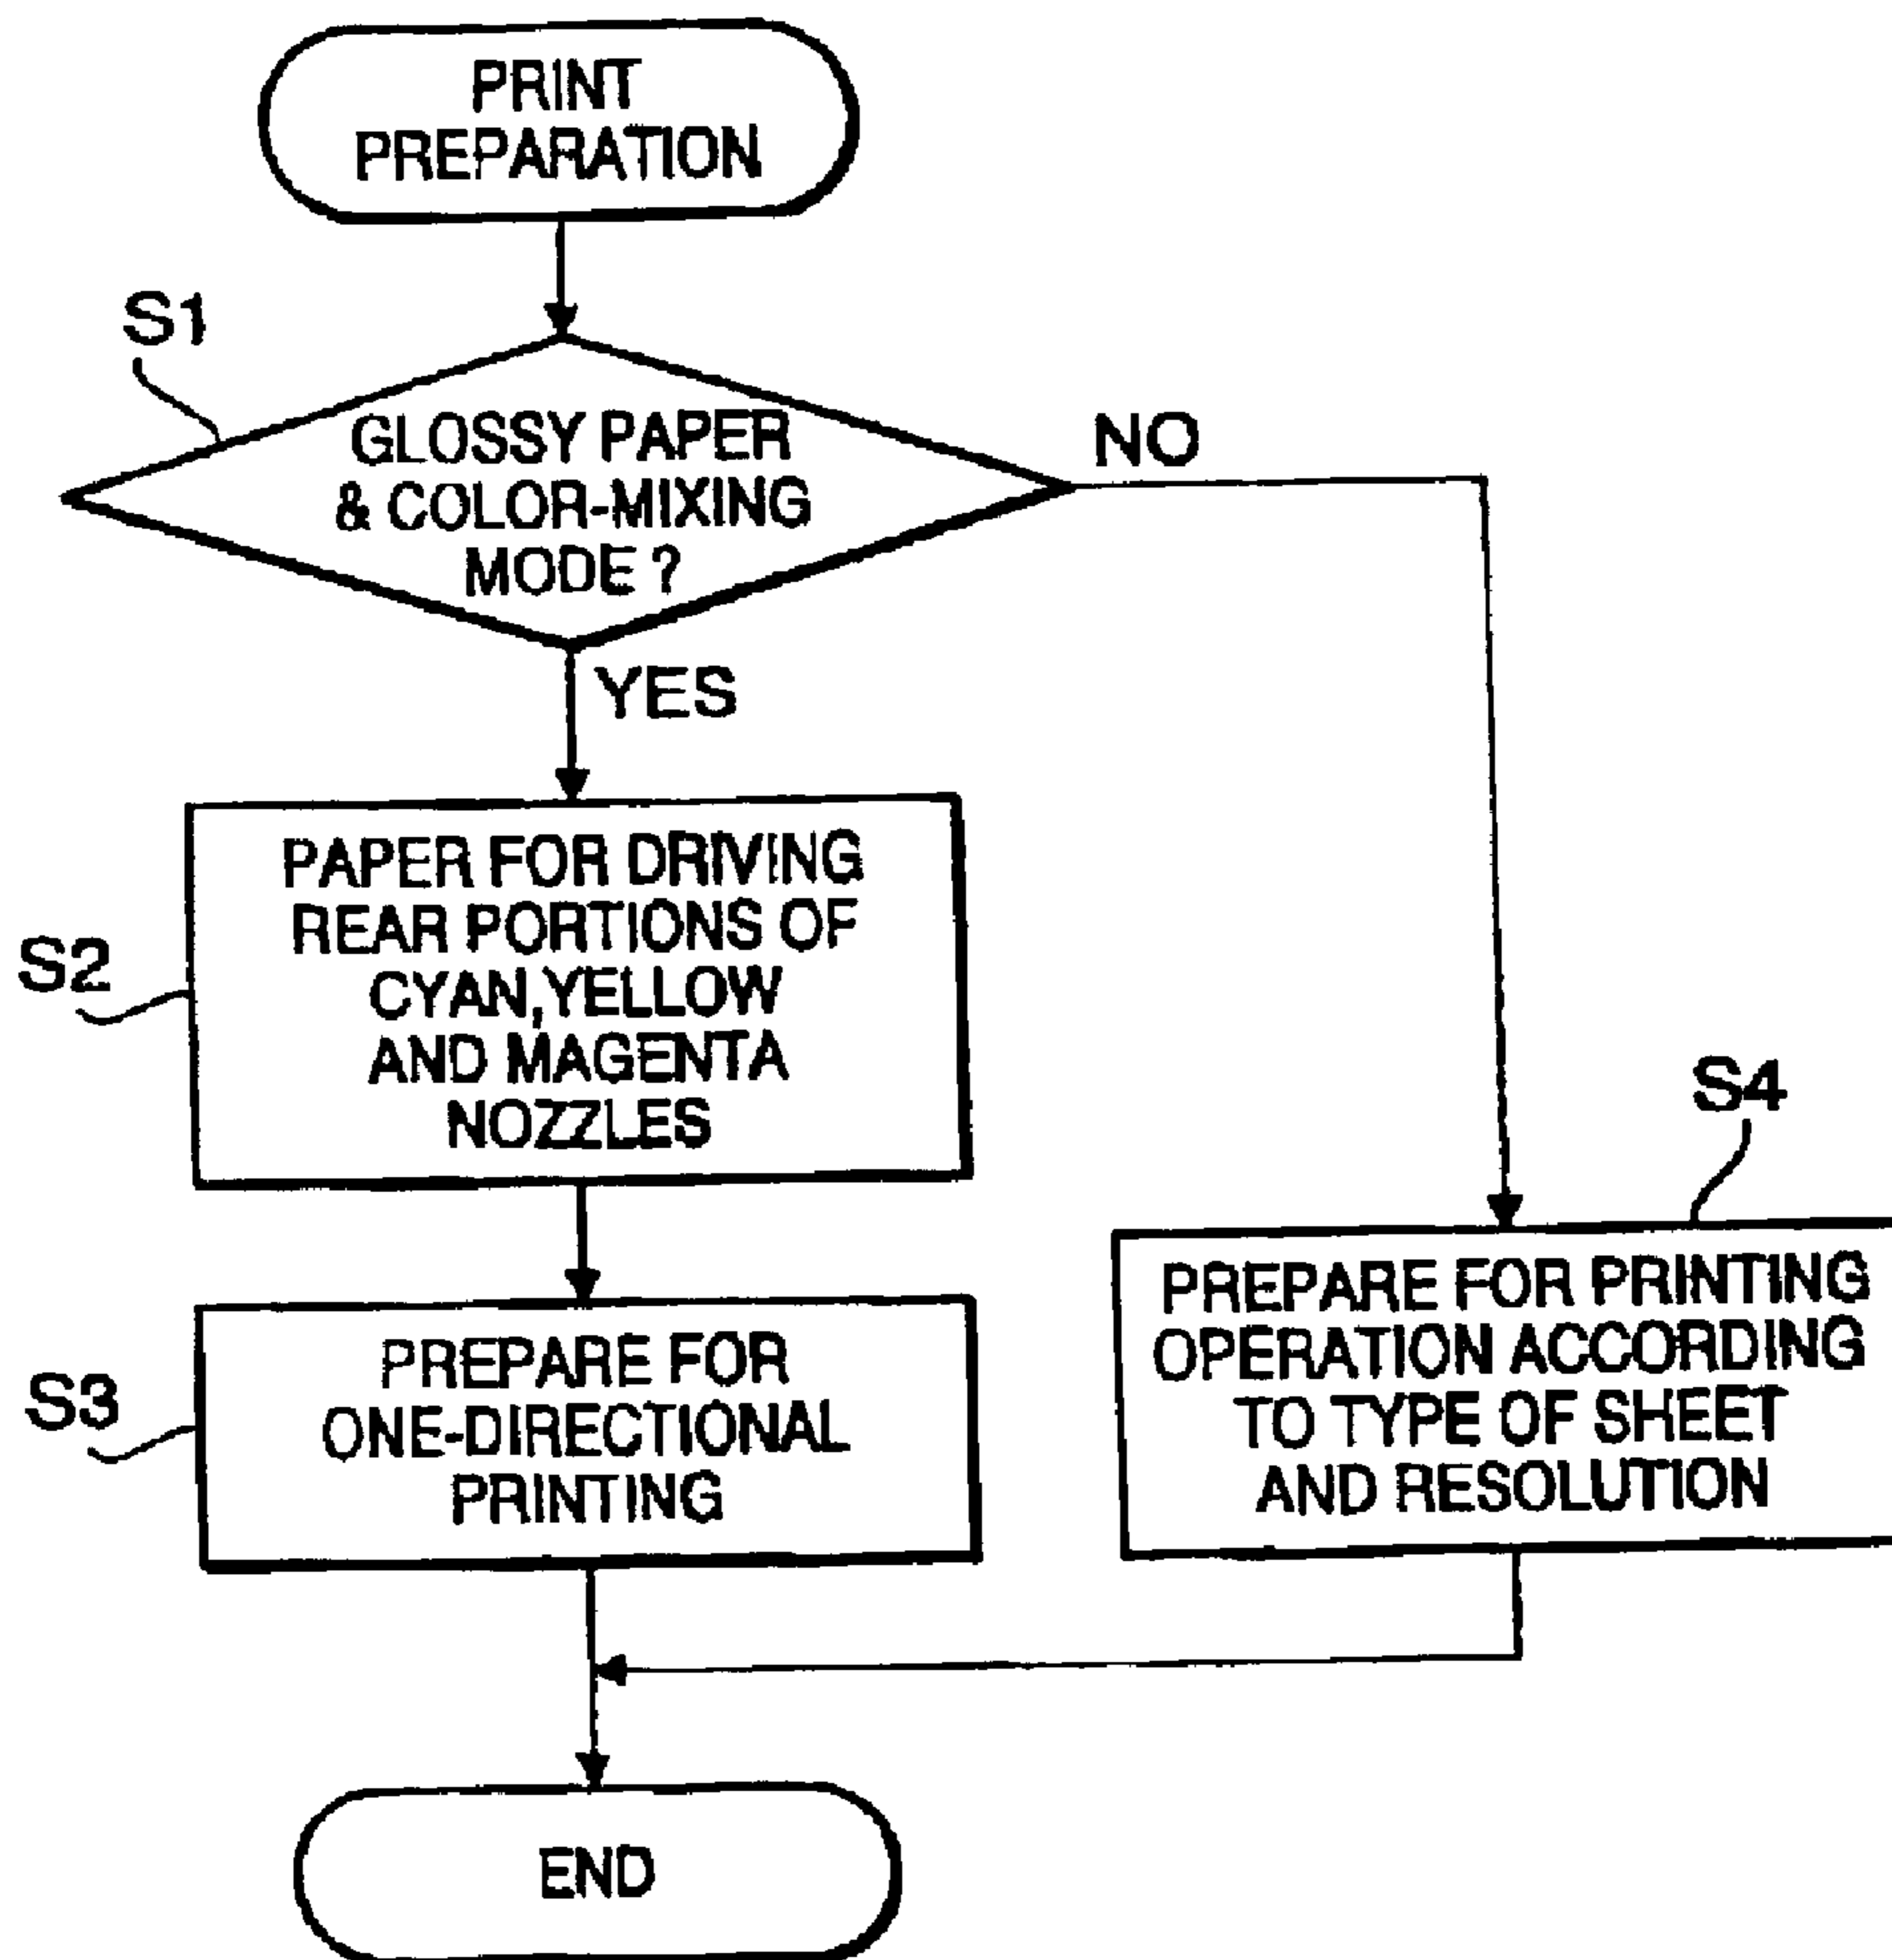 PRINT
PREPARATION
S1
GLOSSY PAPER
& COLOR-MIXING
MODE ?
NO
YES
S2
PAPER FOR DRIVING
REAR PORTIONS OF
CYAN,YELLOW
AND MAGENTA
NOZZLES
S3
PREPARE FOR
ONE-DIRECTIONAL
PRINTING
S4
PREPARE FOR PRINTING
OPERATION ACCORDING
TO TYPE OF SHEET
AND RESOLUTION
END